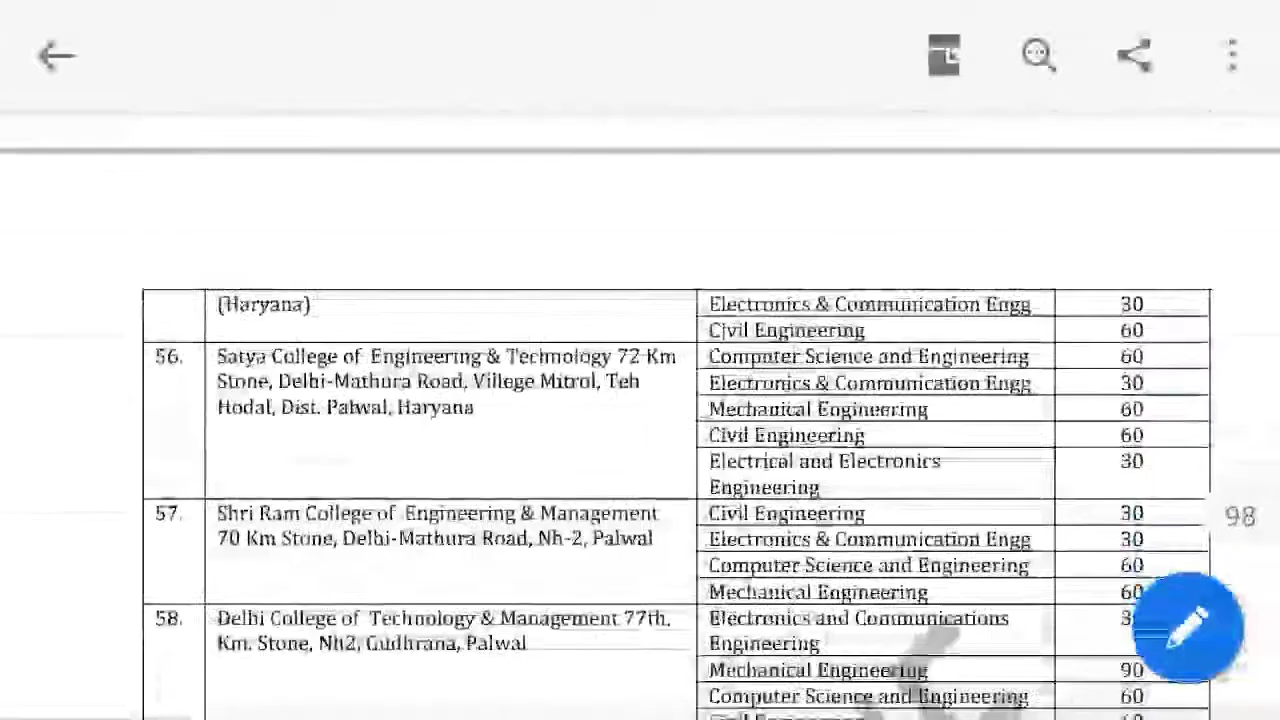 (Haryana) Electronics & Communication Engg 30
Civil Engineering 60
56. Satya College of Engineering & Technology 72 Km Computer Science and Engineering 60
Stone, Delhi-Mathura Road, Village Mitrol, Teh Electronics & Communication Engg 30
Hodal, Dist. Palwal, Haryana Mechanical Engineering 60
Civil Engineering 60
Electrical and Electronics 30
Engineering
57. Shri Ram College of Engineering & Management Civil Engineering 30
70 Km Stone, Delhi-Mathura Road, Nh-2, Palwal Electronics & Communication Engg 30
Computer Science and Engineering 60
98
Mechanical Engineering 60
58. Delhi College of Technology & Management 77th. Electronics and Communications
Km. Stone, Nh2, Gudhrana, Palwal Engineering
Mechanical Engineering 90
Computer Science and Engineering 60